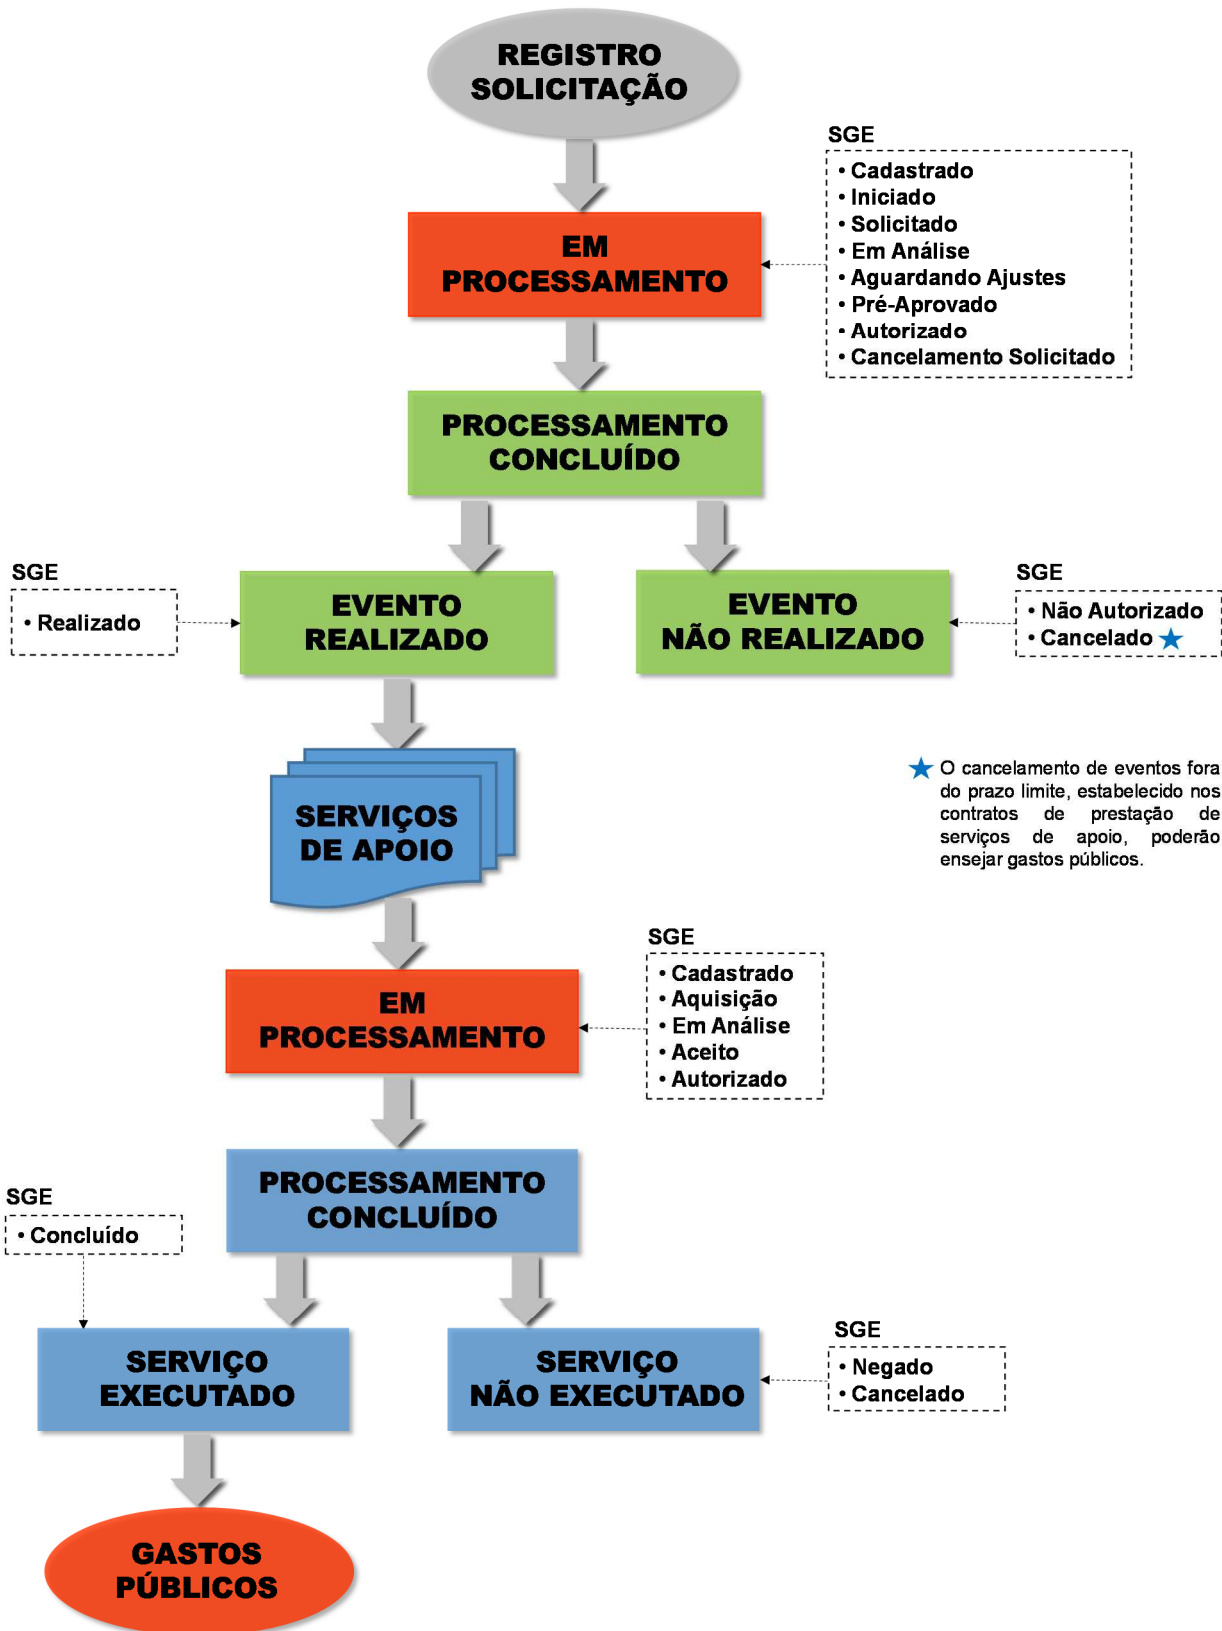 REGISTRO
SOLICITAÇÃO
SGE
• Cadastrado
• Iniciado
• Solicitado
• Em Análise
• Aguardando Ajustes
• Pré-Aprovado
• Autorizado
• Cancelamento Solicitado
EM
PROCESSAMENTO
PROCESSAMENTO
CONCLUÍDO
SGE
• Realizado
EVENTO
REALIZADO
EVENTO
NÃO REALIZADO
SGE
• Não Autorizado
• Cancelado ★
★ O cancelamento de eventos fora
do prazo limite, estabelecido nos
contratos de prestação de
serviços de apoio, poderão
ensejar gastos públicos.
SERVIÇOS
DE APOIO
SGE
• Cadastrado
• Aquisição
• Em Análise
• Aceito
• Autorizado
EM
PROCESSAMENTO
PROCESSAMENTO
CONCLUÍDO
SGE
• Concluído
SERVIÇO
EXECUTADO
SERVIÇO
NÃO EXECUTADO
SGE
• Negado
• Cancelado
GASTOS
PÚBLICOS